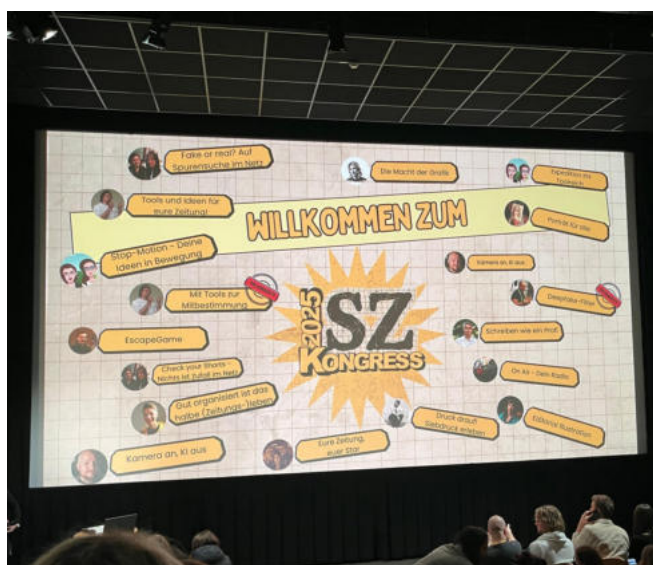 Fake or real? Auf
Spurensuche im Netz
Die Macht der Grafik
Tools und Ideen für
eure Zeitung!
Porträt für alle
WILLKOMMEN ZUM
Stop-Motion - Deine
Ideen in Bewegung
Kamera an, KI aus
Mit Tools zur
Mitbestimmung
Deepfake-Filter
2025
SZ
KONGRESS
EscapeGame
Schreiben wie ein Profi
Check your Shorts -
Nichts ist Zufall im Netz
On Air - Dein Radio
Gut organisiert ist das
halbe (Zeitungs-)leben
Druck drauf!
Siebdruck erleben
Editorial Illustration
Kamera an, KI aus
Eure Zeitung,
euer Star